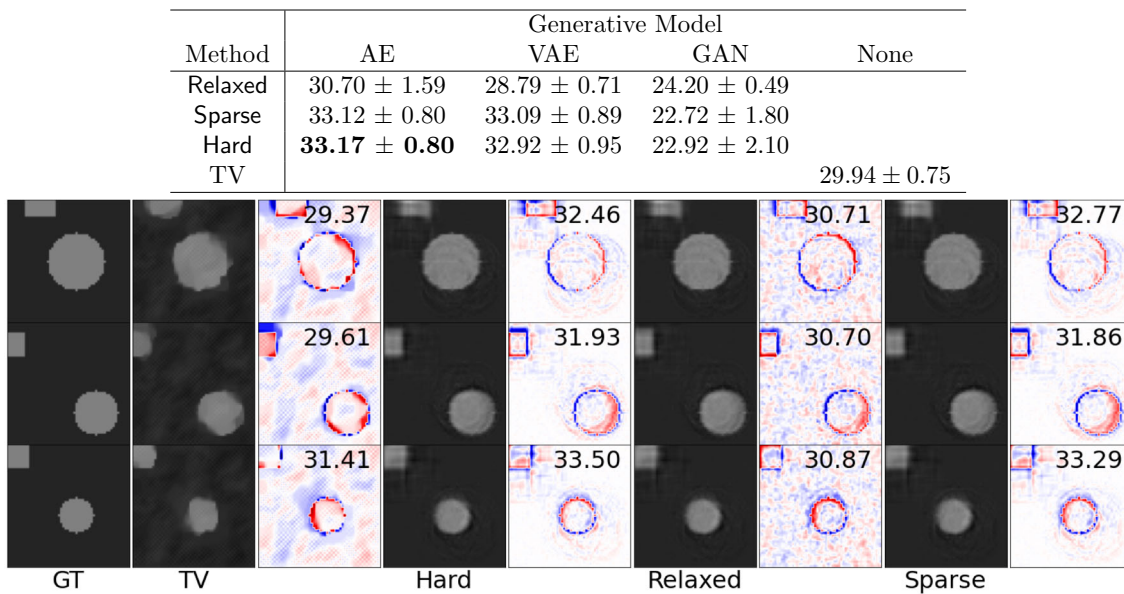 Generative Model
Method AE VAE GAN None
Relaxed 30.70 ± 1.59 28.79 ± 0.71 24.20 ± 0.49
Sparse 33.12 ± 0.80 33.09 ± 0.89 22.72 ± 1.80
Hard 33.17 ± 0.80 32.92 ± 0.95 22.92 ± 2.10
TV 29.94 ± 0.75
29.37 32.46 30.71 32.77
29.61 31.93 30.70 31.86
31.41 33.50 30.87 33.29
GT TV Hard Relaxed Sparse